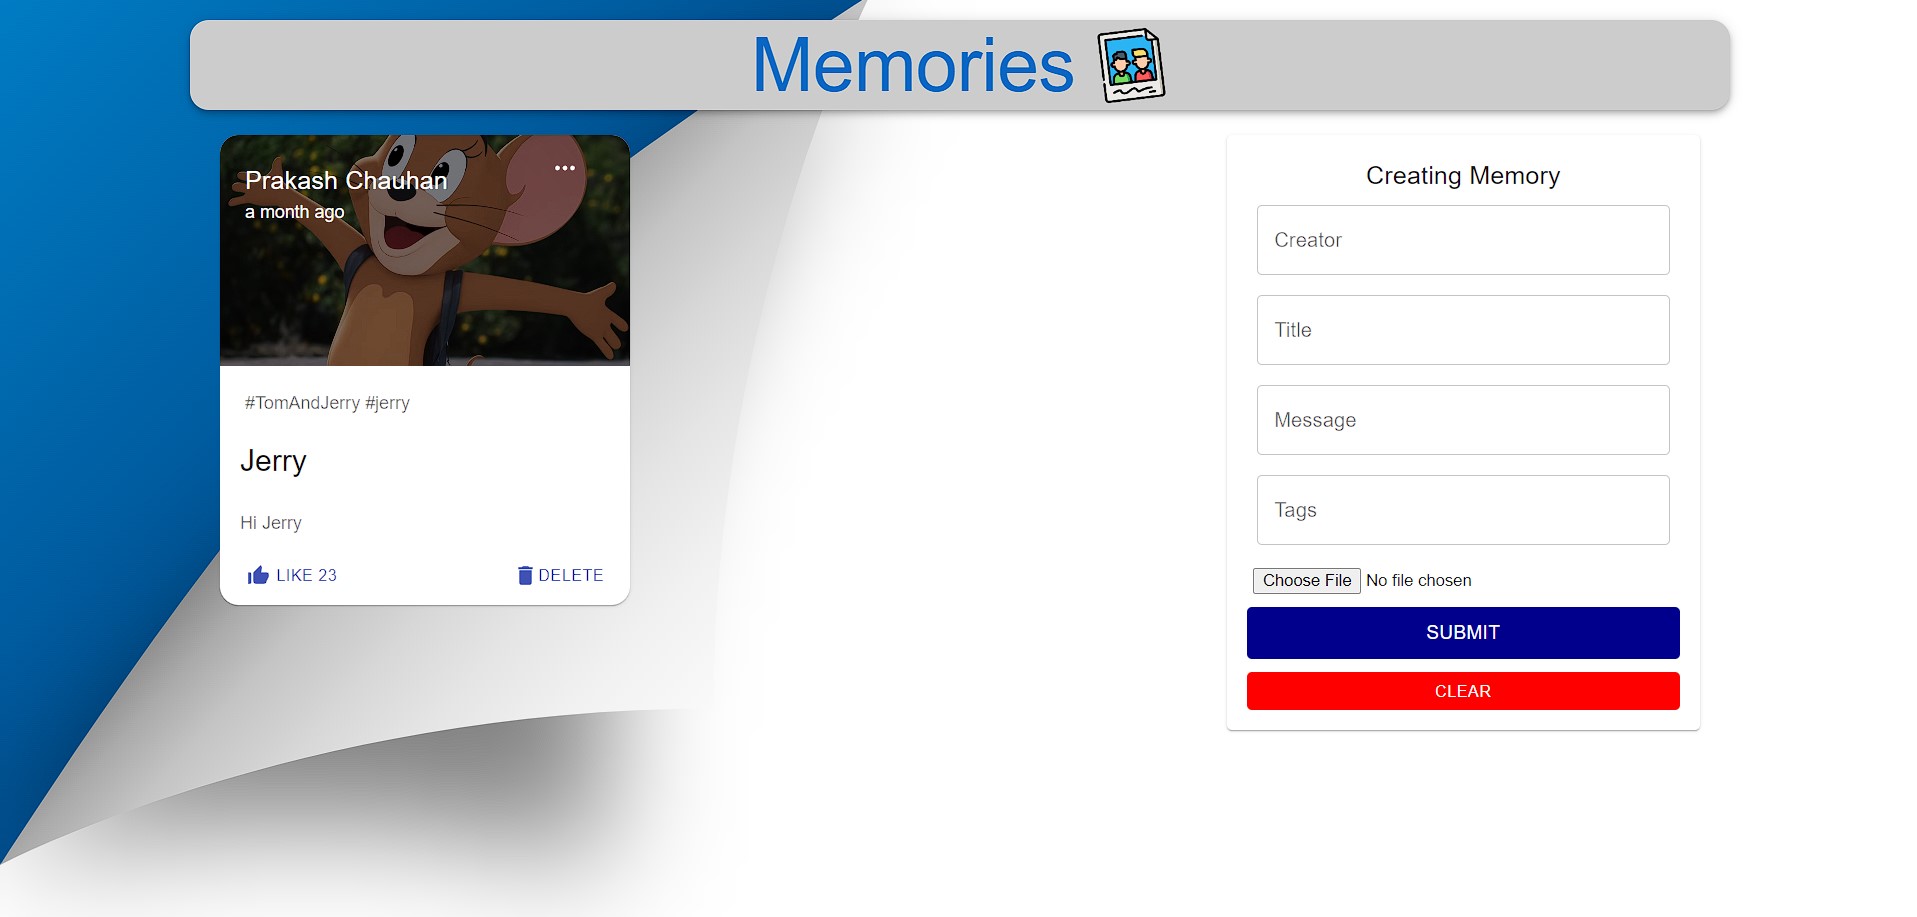 Memories
Prakash Chauhan
a month ago
#TomAndJerry #jerry
Jerry
Hi Jerry
LIKE 23
DELETE
Creating Memory
Creator
Title
Message
Tags
Choose File No file chosen
SUBMIT
CLEAR